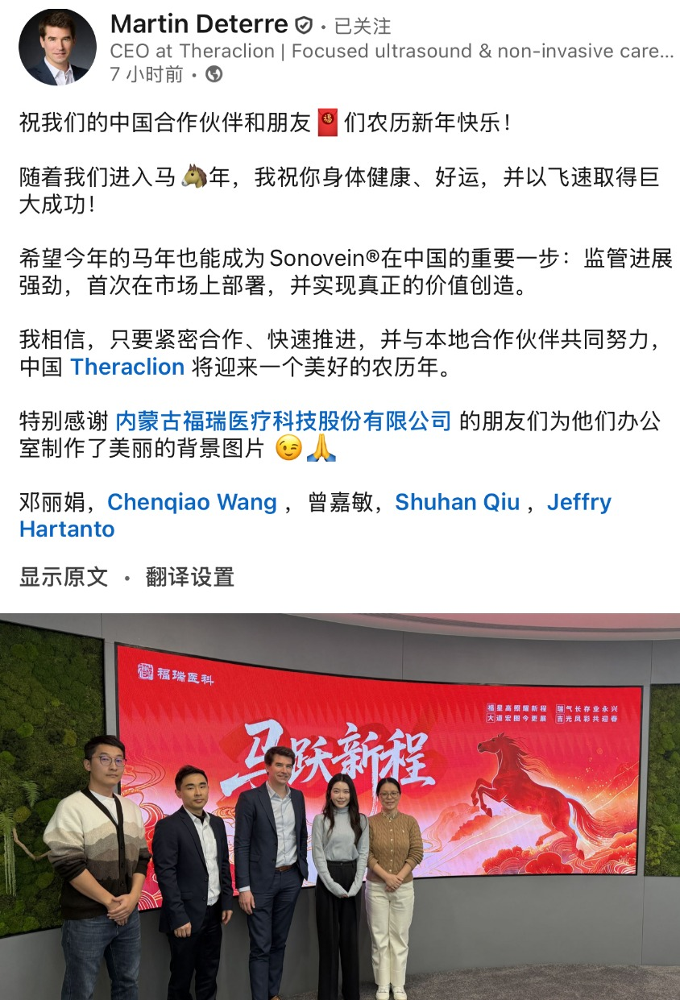 Martin Deterre · 已关注
CEO at Theraclion | Focused ultrasound & non-invasive care...
7 小时前 ·
祝我们的中国合作伙伴和朋友🧧们农历新年快乐！
随着我们进入马🐴年，我祝你身体健康、好运，并以飞速取得巨
大成功！
希望今年的马年也能成为Sonovein®在中国的重要一步：监管进展
强劲，首次在市场上部署，并实现真正的价值创造。
我相信，只要紧密合作、快速推进，并与本地合作伙伴共同努力，
中国 Theraclion 将迎来一个美好的农历年。
特别感谢 内蒙古福瑞医疗科技股份有限公司 的朋友们为他们办公
室制作了美丽的背景图片 😉🙏
邓丽娟，Chenqiao Wang ，曾嘉敏，Shuhan Qiu ，Jeffry
Hartanto
显示原文 · 翻译设置
福瑞医科
福星高照耀新程 瑞气长存业永兴
大道宏图今更展 吉光凤彩共迎春
马跃新程